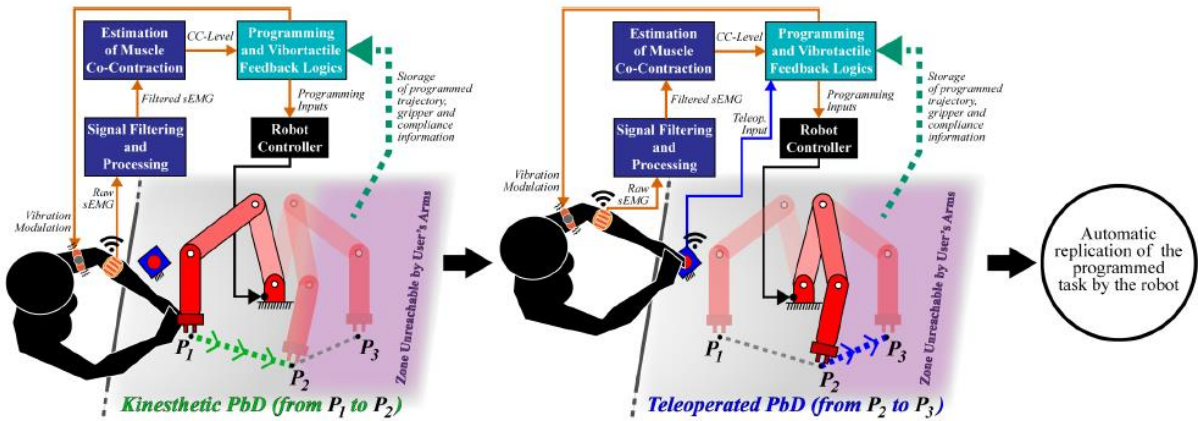 Estimation
of Muscle
Co-Contraction
CC-Level
Programming
and Vibortactile
Feedback Logics
Storage
of programmed
trajectory,
gripper and
compliance
information
Filtered sEMG
Programming
Inputs
Signal Filtering
and
Processing
Robot
Controller
Vibration
Modulation
Raw
sEMG
Zone Unreachable by User's Arms
P1
P2
P3
Kinesthetic PbD (from P1 to P2)
Estimation
of Muscle
Co-Contraction
CC-Level
Programming
and Vibrotactile
Feedback Logics
Storage
of programmed
trajectory,
gripper and
compliance
information
Filtered sEMG
Teleop.
Input
Programming
Inputs
Signal Filtering
and
Processing
Robot
Controller
Vibration
Modulation
Raw
sEMG
Zone Unreachable by User's Arms
P1
P2
P3
Teleoperated PbD (from P2 to P3)
Automatic
replication of the
programmed
task by the robot